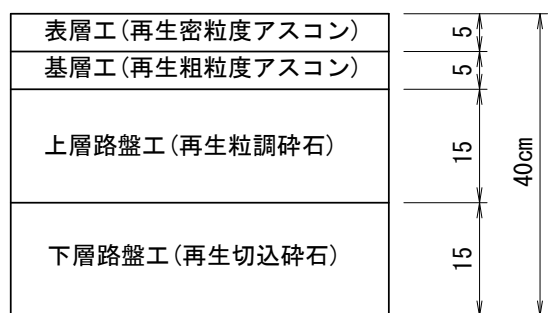 表層工(再生密粒度アスコン)
5
基層工(再生粗粒度アスコン)
5
上層路盤工(再生粒調砕石)
15
40cm
下層路盤工(再生切込砕石)
15